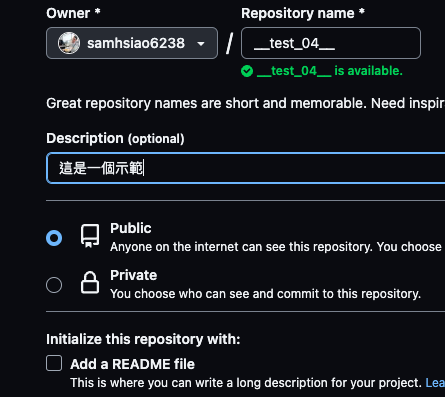 Owner * Repository name *
samhsiao6238 / __test_04__
__test_04__ is available.
Great repository names are short and memorable. Need inspir
Description (optional)
這是一個示範
Public
Anyone on the internet can see this repository. You choose
Private
You choose who can see and commit to this repository.
Initialize this repository with:
Add a README file
This is where you can write a long description for your project. Lea